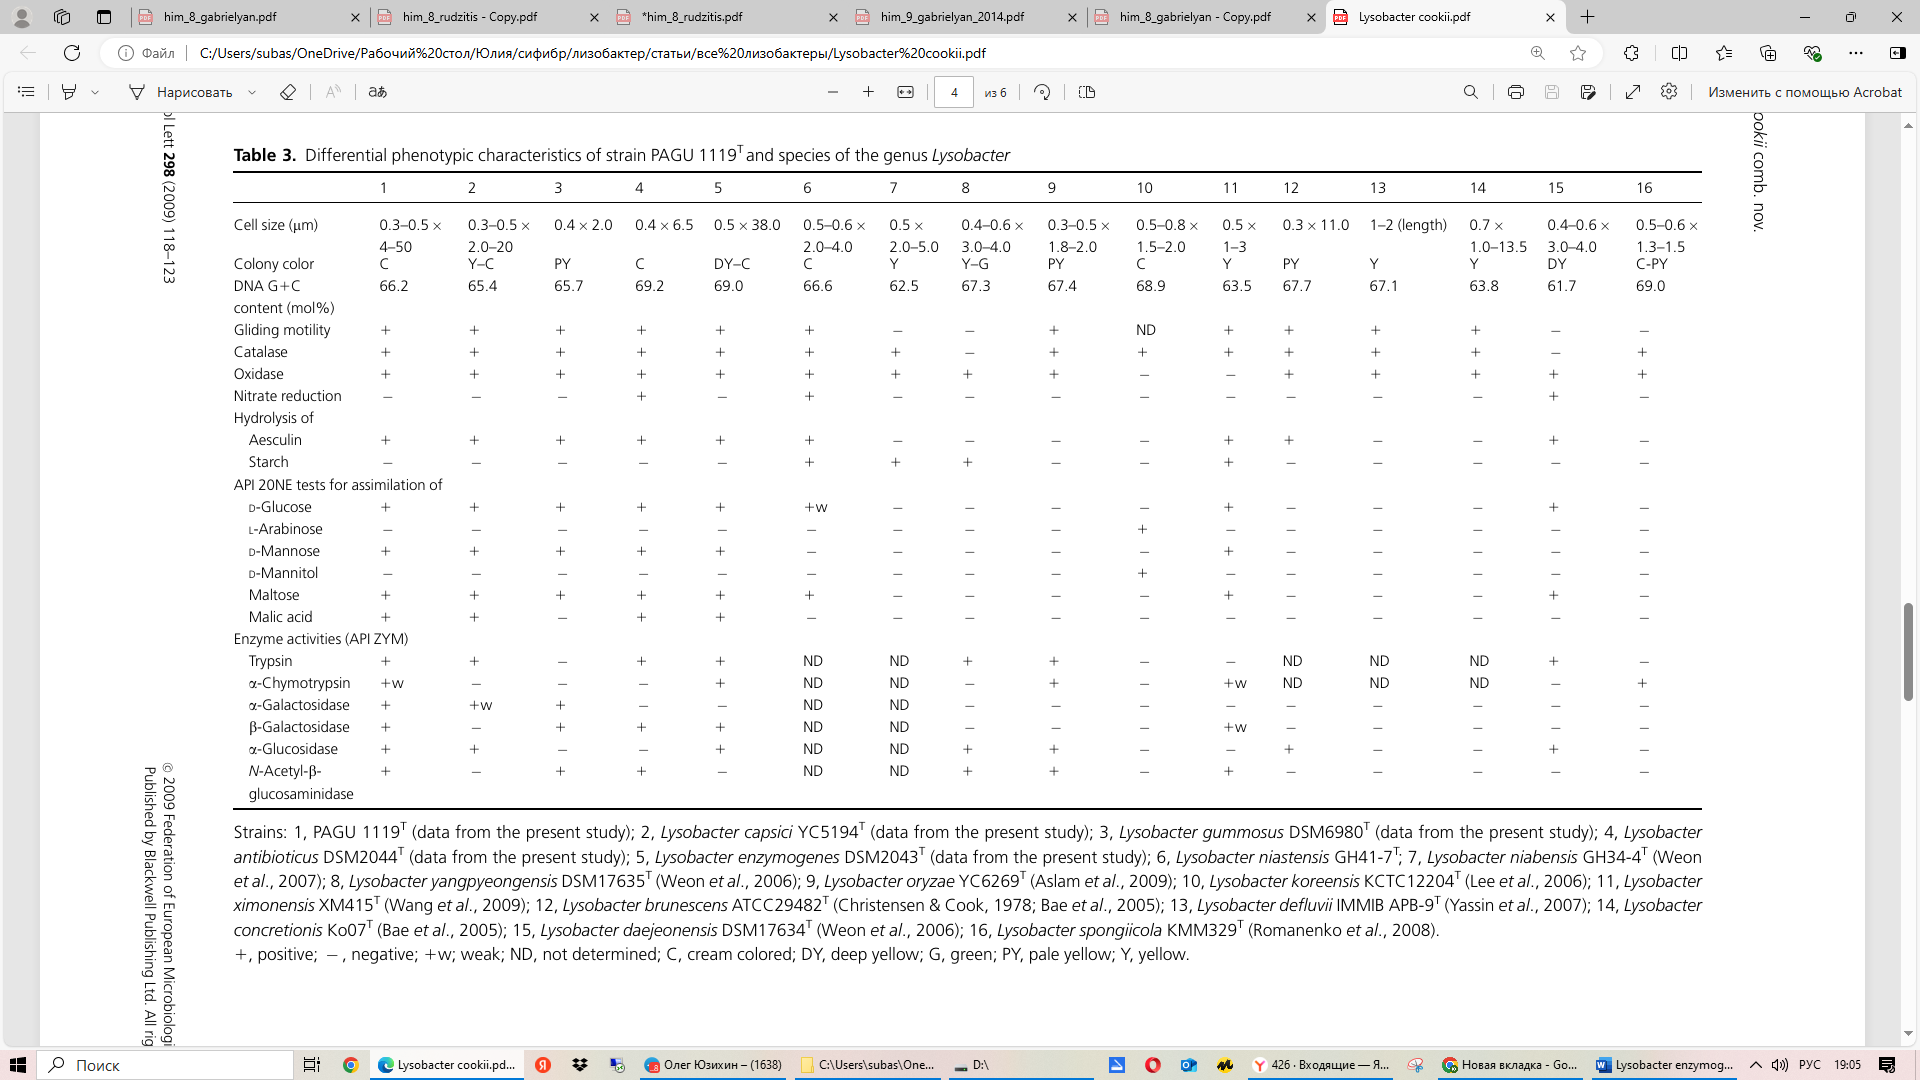 him_8_gabrielyan.pdf
him_8_rudzitis - Copy.pdf
*him_8_rudzitis.pdf
him_9_gabrielyan_2014.pdf
him_8_gabrielyan - Copy.pdf
Lysobacter cookii.pdf
Файл C:/Users/subas/OneDrive/Рабочий%20стол/Юлия/сифибр/лизобактер/статьи/все%20лизобактеры/Lysobacter%20cookii.pdf
Нарисовать аあ 4 из 6 Изменить с помощью Acrobat
ol Lett 298 (2009) 118–123
ookii comb. nov.
Table 3. Differential phenotypic characteristics of strain PAGU 1119T and species of the genus Lysobacter
1 2 3 4 5 6 7 8 9 10 11 12 13 14 15 16
Cell size (μm) 0.3–0.5 × 0.3–0.5 × 0.4 × 2.0 0.4 × 6.5 0.5 × 38.0 0.5–0.6 × 0.5 × 0.4–0.6 × 0.3–0.5 × 0.5–0.8 × 0.5 × 0.3 × 11.0 1–2 (length) 0.7 × 0.4–0.6 × 0.5–0.6 ×
4–50 2.0–20 2.0–4.0 2.0–5.0 3.0–4.0 1.8–2.0 1.5–2.0 1–3 1.0–13.5 3.0–4.0 1.3–1.5
Colony color C Y–C PY C DY–C C Y Y–G PY C Y PY Y Y DY C-PY
DNA G+C 66.2 65.4 65.7 69.2 69.0 66.6 62.5 67.3 67.4 68.9 63.5 67.7 67.1 63.8 61.7 69.0
content (mol%)
Gliding motility + + + + + + – – + ND + + + + – –
Catalase + + + + + + + – + + + + + + – +
Oxidase + + + + + + + + + – – + + + + +
Nitrate reduction – – – + – + – – – – – – – – + –
Hydrolysis of
Aesculin + + + + + + – – – – + + – – + –
Starch – – – – – + + + – – + – – – – –
API 20NE tests for assimilation of
D-Glucose + + + + + +w – – – – + – – – + –
L-Arabinose – – – – – – – – – + – – – – – –
D-Mannose + + + + + – – – – – + – – – – –
D-Mannitol – – – – – – – – – + – – – – – –
Maltose + + + + + + – – – – + – – – + –
Malic acid + + – + + – – – – – – – – – – –
Enzyme activities (API ZYM)
Trypsin + + – + + ND ND + + – – ND ND ND + –
α-Chymotrypsin +w – – – + ND ND – + – +w ND ND ND – +
α-Galactosidase + +w + – – ND ND – – – – – – – – –
β-Galactosidase + – + + + ND ND – – – +w – – – – –
α-Glucosidase + + – – + ND ND + + – – + – – + –
N-Acetyl-β- + – + + – ND ND + + – + – – – – –
glucosaminidase
Strains: 1, PAGU 1119T (data from the present study); 2, Lysobacter capsici YC5194T (data from the present study); 3, Lysobacter gummosus DSM6980T (data from the present study); 4, Lysobacter
antibioticus DSM2044T (data from the present study); 5, Lysobacter enzymogenes DSM2043T (data from the present study); 6, Lysobacter niastensis GH41-7T; 7, Lysobacter niabensis GH34-4T (Weon
et al., 2007); 8, Lysobacter yangpyeongensis DSM17635T (Weon et al., 2006); 9, Lysobacter oryzae YC6269T (Aslam et al., 2009); 10, Lysobacter koreensis KCTC12204T (Lee et al., 2006); 11, Lysobacter
ximonensis XM415T (Wang et al., 2009); 12, Lysobacter brunescens ATCC29482T (Christensen & Cook, 1978; Bae et al., 2005); 13, Lysobacter defluvii IMMIB APB-9T (Yassin et al., 2007); 14, Lysobacter
concretionis Ko07T (Bae et al., 2005); 15, Lysobacter daejeonensis DSM17634T (Weon et al., 2006); 16, Lysobacter spongiicola KMM329T (Romanenko et al., 2008).
+, positive; –, negative; +w; weak; ND, not determined; C, cream colored; DY, deep yellow; G, green; PY, pale yellow; Y, yellow.
© 2009 Federation of European Microbiologi
Published by Blackwell Publishing Ltd. All rig
Поиск
Lysobacter cookii.pd...
Олег Юзихин – (1638)
C:\Users\subas\One...
D:\
426 · Входящие — Я...
Новая вкладка - Go...
Lysobacter enzymog...
РУС 19:05